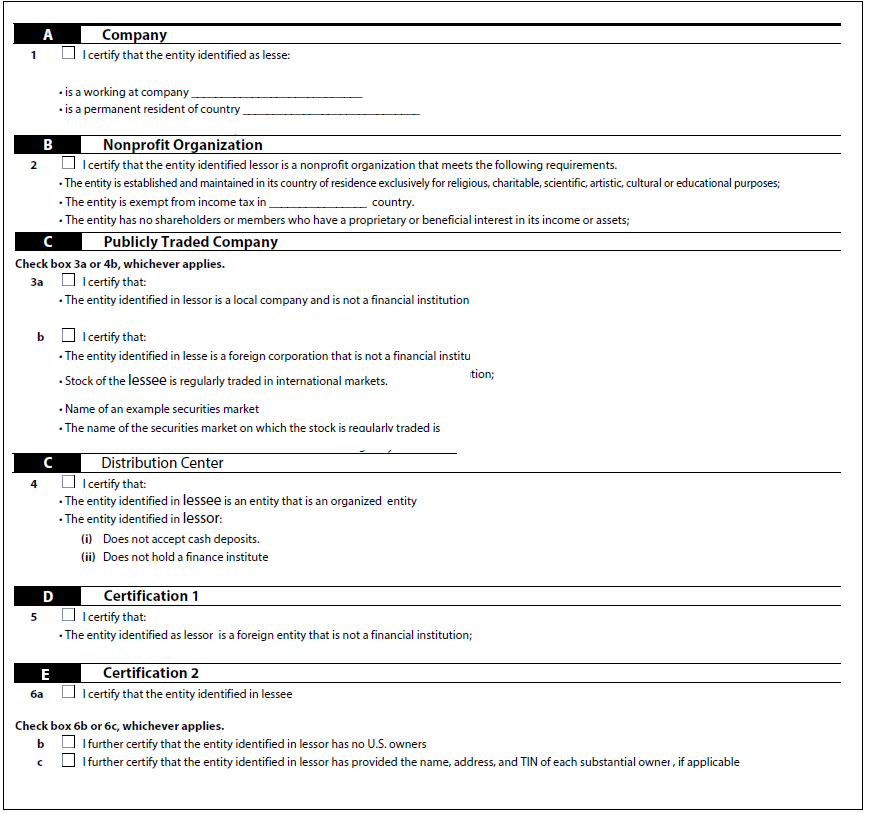 A Company
1 I certify that the entity identified as lesse:
• is a working at company ____________________________
• is a permanent resident of country ____________________________
B Nonprofit Organization
2 I certify that the entity identified lessor is a nonprofit organization that meets the following requirements.
• The entity is established and maintained in its country of residence exclusively for religious, charitable, scientific, artistic, cultural or educational purposes;
• The entity is exempt from income tax in ________________ country.
• The entity has no shareholders or members who have a proprietary or beneficial interest in its income or assets;
C Publicly Traded Company
Check box 3a or 4b, whichever applies.
3a I certify that:
• The entity identified in lessor is a local company and is not a financial institution
b I certify that:
• The entity identified in lesse is a foreign corporation that is not a financial institu
tion;
• Stock of the lessee is regularly traded in international markets.
• Name of an example securities market
• The name of the securities market on which the stock is regularly traded is
C Distribution Center
4 I certify that:
• The entity identified in lessee is an entity that is an organized entity
• The entity identified in lessor:
(i) Does not accept cash deposits.
(ii) Does not hold a finance institute
D Certification 1
5 I certify that:
• The entity identified as lessor is a foreign entity that is not a financial institution;
E Certification 2
6a I certify that the entity identified in lessee
Check box 6b or 6c, whichever applies.
b I further certify that the entity identified in lessor has no U.S. owners
c I further certify that the entity identified in lessor has provided the name, address, and TIN of each substantial owner, if applicable